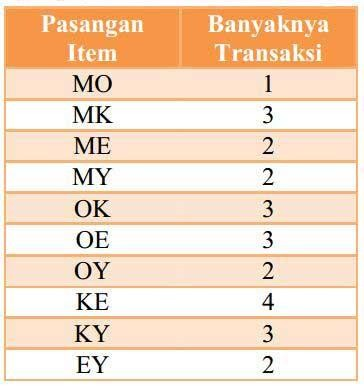 Pasangan Item Banyaknya Transaksi
MO 1
MK 3
ME 2
MY 2
OK 3
OE 3
OY 2
KE 4
KY 3
EY 2